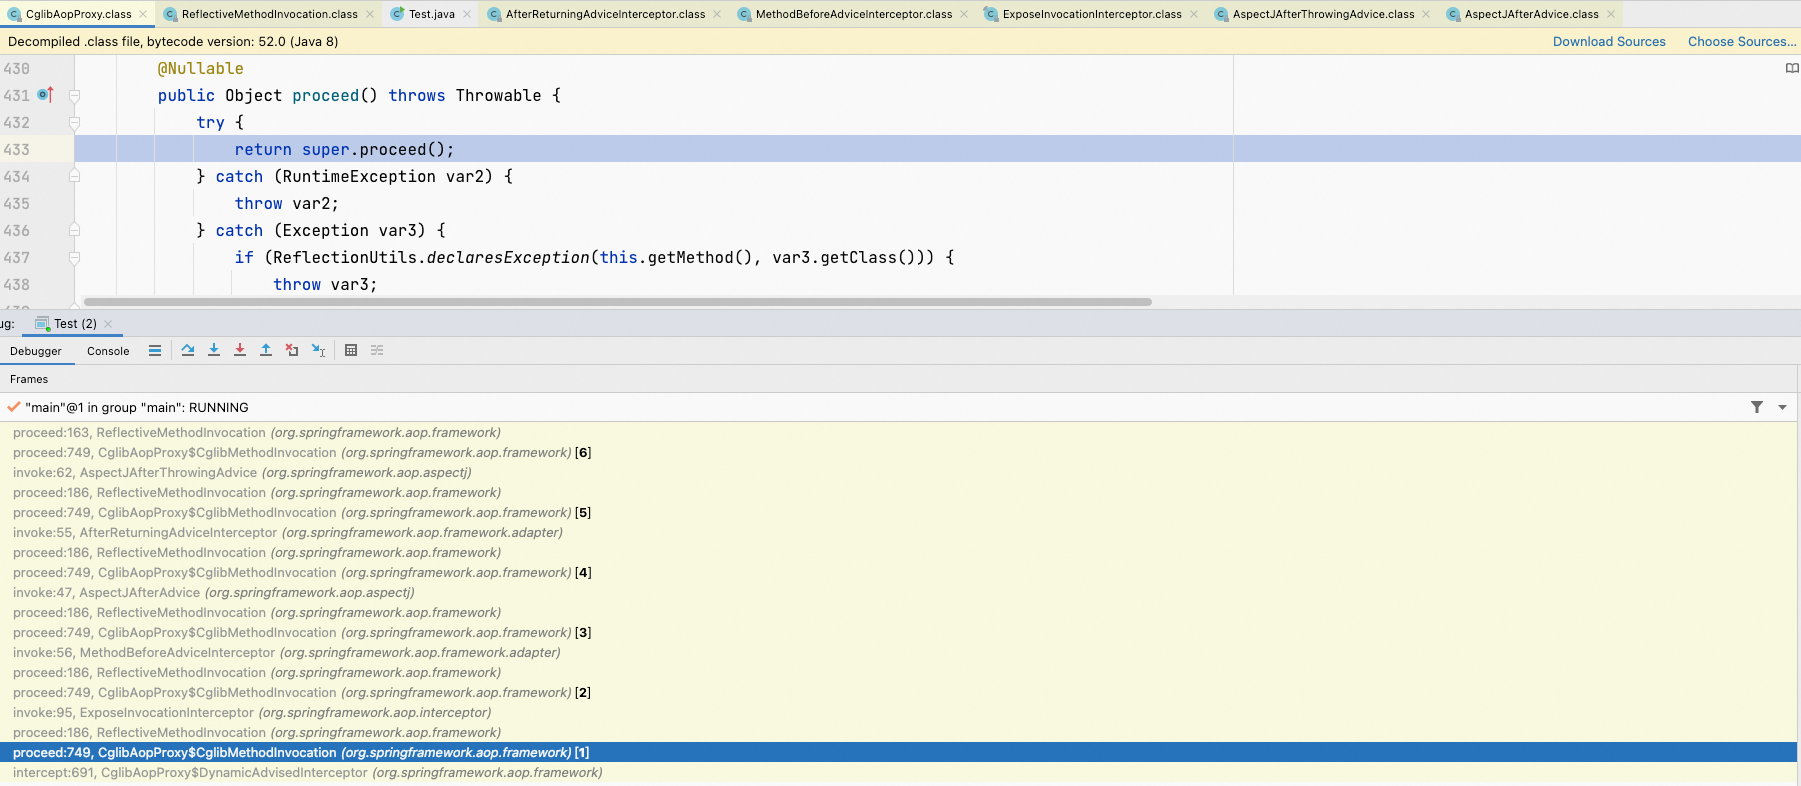 CglibAopProxy.class ReflectiveMethodInvocation.class Test.java AfterReturningAdviceInterceptor.class MethodBeforeAdviceInterceptor.class ExposeInvocationInterceptor.class AspectJAfterThrowingAdvice.class AspectJAfterAdvice.class
Decompiled .class file, bytecode version: 52.0 (Java 8) Download Sources Choose Sources...
430 @Nullable
431 public Object proceed() throws Throwable {
432 try {
433 return super.proceed();
434 } catch (RuntimeException var2) {
435 throw var2;
436 } catch (Exception var3) {
437 if (ReflectionUtils.declaresException(this.getMethod(), var3.getClass())) {
438 throw var3;
ug: Test (2)
Debugger Console
Frames
"main"@1 in group "main": RUNNING
proceed:163, ReflectiveMethodInvocation (org.springframework.aop.framework)
proceed:749, CglibAopProxy$CglibMethodInvocation (org.springframework.aop.framework) [6]
invoke:62, AspectJAfterThrowingAdvice (org.springframework.aop.aspectj)
proceed:186, ReflectiveMethodInvocation (org.springframework.aop.framework)
proceed:749, CglibAopProxy$CglibMethodInvocation (org.springframework.aop.framework) [5]
invoke:55, AfterReturningAdviceInterceptor (org.springframework.aop.framework.adapter)
proceed:186, ReflectiveMethodInvocation (org.springframework.aop.framework)
proceed:749, CglibAopProxy$CglibMethodInvocation (org.springframework.aop.framework) [4]
invoke:47, AspectJAfterAdvice (org.springframework.aop.aspectj)
proceed:186, ReflectiveMethodInvocation (org.springframework.aop.framework)
proceed:749, CglibAopProxy$CglibMethodInvocation (org.springframework.aop.framework) [3]
invoke:56, MethodBeforeAdviceInterceptor (org.springframework.aop.framework.adapter)
proceed:186, ReflectiveMethodInvocation (org.springframework.aop.framework)
proceed:749, CglibAopProxy$CglibMethodInvocation (org.springframework.aop.framework) [2]
invoke:95, ExposeInvocationInterceptor (org.springframework.aop.interceptor)
proceed:186, ReflectiveMethodInvocation (org.springframework.aop.framework)
proceed:749, CglibAopProxy$CglibMethodInvocation (org.springframework.aop.framework) [1]
intercept:691, CglibAopProxy$DynamicAdvisedInterceptor (org.springframework.aop.framework)